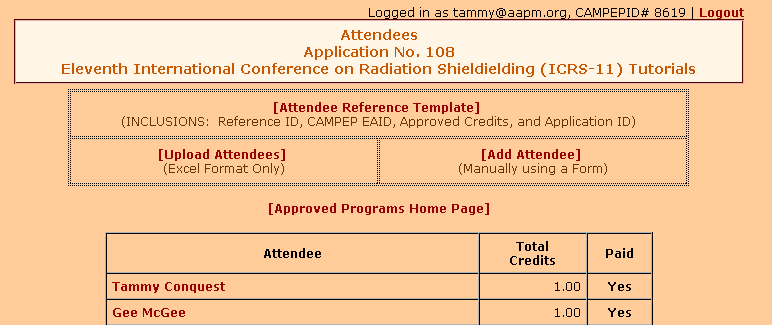 Logged in as tammy@aapm.org, CAMPEPID# 8619 | Logout
Attendees
Application No. 108
Eleventh International Conference on Radiation Shieldielding (ICRS-11) Tutorials
[Attendee Reference Template]
(INCLUSIONS: Reference ID, CAMPEP EAID, Approved Credits, and Application ID)
[Upload Attendees]
(Excel Format Only)
[Add Attendee]
(Manually using a Form)
[Approved Programs Home Page]
Attendee Total Credits Paid
Tammy Conquest 1.00 Yes
Gee McGee 1.00 Yes